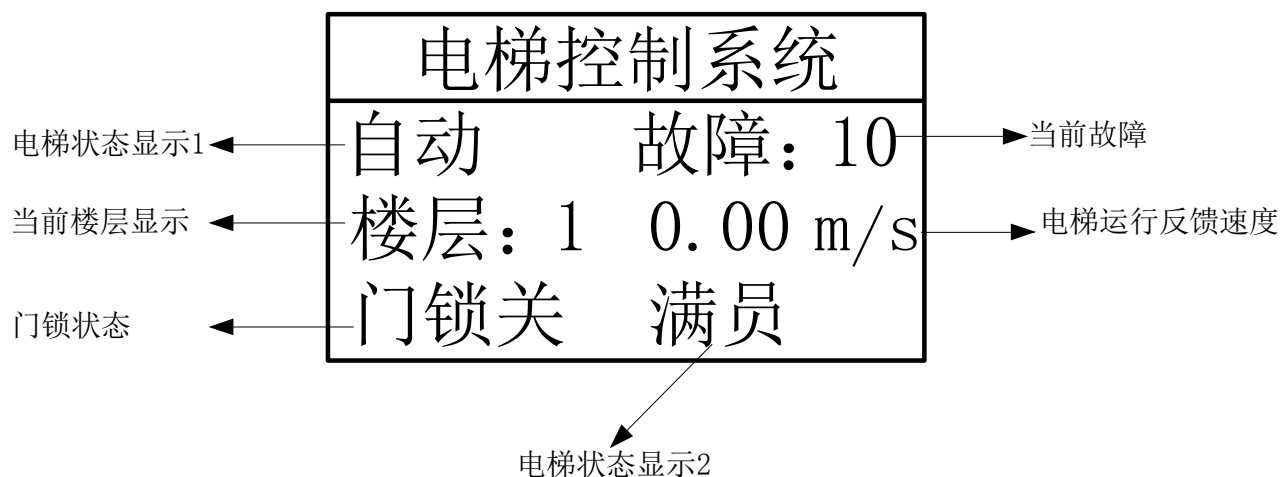 电梯控制系统
电梯状态显示1
自动 故障：10
当前故障
当前楼层显示
楼层：1 0.00 m/s
电梯运行反馈速度
门锁状态
门锁关 满员
电梯状态显示2